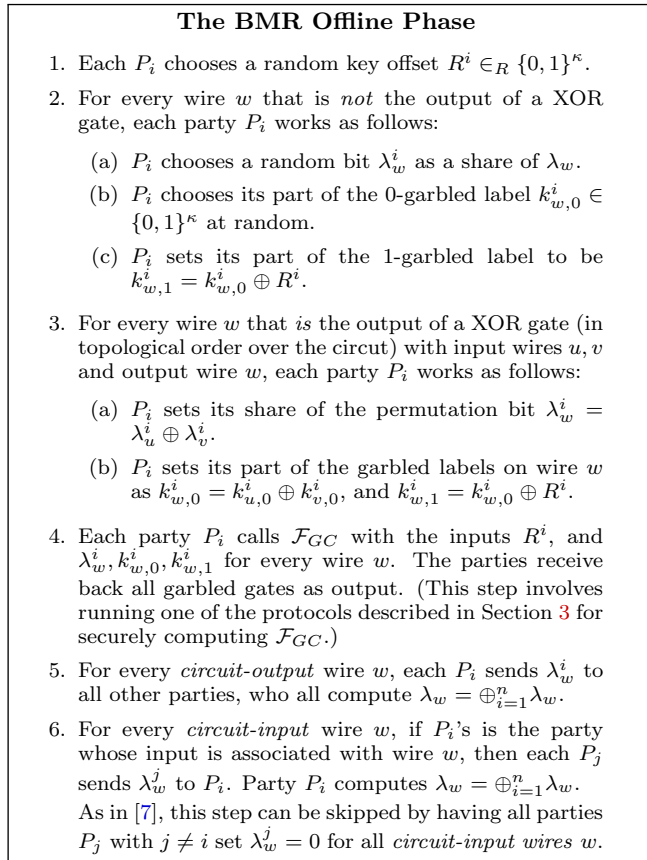 The BMR Offline Phase
1. Each P_i chooses a random key offset R^i ∈_R {0, 1}^κ.
2. For every wire w that is not the output of a XOR
gate, each party P_i works as follows:
(a) P_i chooses a random bit λ^i_w as a share of λ_w.
(b) P_i chooses its part of the 0-garbled label k^i_{w,0} ∈
{0, 1}^κ at random.
(c) P_i sets its part of the 1-garbled label to be
k^i_{w,1} = k^i_{w,0} ⊕ R^i.
3. For every wire w that is the output of a XOR gate (in
topological order over the circut) with input wires u, v
and output wire w, each party P_i works as follows:
(a) P_i sets its share of the permutation bit λ^i_w =
λ^i_u ⊕ λ^i_v.
(b) P_i sets its part of the garbled labels on wire w
as k^i_{w,0} = k^i_{u,0} ⊕ k^i_{v,0}, and k^i_{w,1} = k^i_{w,0} ⊕ R^i.
4. Each party P_i calls F_{GC} with the inputs R^i, and
λ^i_w, k^i_{w,0}, k^i_{w,1} for every wire w. The parties receive
back all garbled gates as output. (This step involves
running one of the protocols described in Section 3 for
securely computing F_{GC}.)
5. For every circuit-output wire w, each P_i sends λ^i_w to
all other parties, who all compute λ_w = ⊕^n_{i=1} λ_w.
6. For every circuit-input wire w, if P_i's is the party
whose input is associated with wire w, then each P_j
sends λ^j_w to P_i. Party P_i computes λ_w = ⊕^n_{i=1} λ_w.
As in [7], this step can be skipped by having all parties
P_j with j ≠ i set λ^j_w = 0 for all circuit-input wires w.